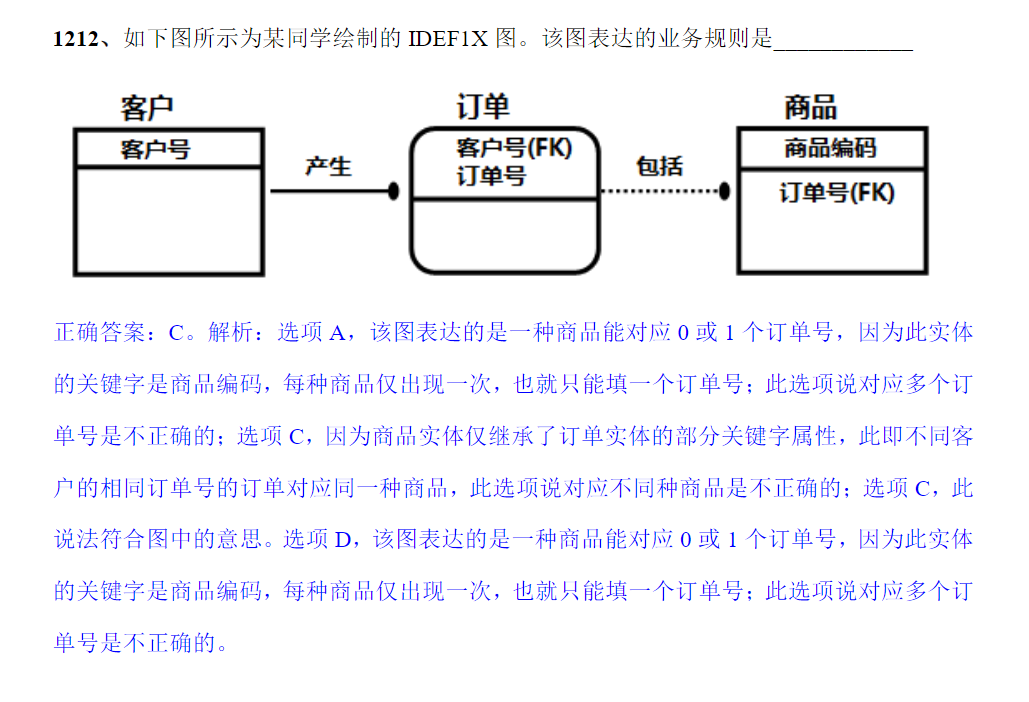 1212、如下图所示为某同学绘制的 IDEF1X 图。该图表达的业务规则是____________
客户
订单
商品
客户号
客户号(FK)
商品编码
产生
订单号
包括
订单号(FK)
正确答案：C。解析：选项 A，该图表达的是一种商品能对应 0 或 1 个订单号，因为此实体
的关键字是商品编码，每种商品仅出现一次，也就只能填一个订单号；此选项说对应多个订
单号是不正确的；选项 C，因为商品实体仅继承了订单实体的部分关键字属性，此即不同客
户的相同订单号的订单对应同一种商品，此选项说对应不同种商品是不正确的；选项 C，此
说法符合图中的意思。选项 D，该图表达的是一种商品能对应 0 或 1 个订单号，因为此实体
的关键字是商品编码，每种商品仅出现一次，也就只能填一个订单号；此选项说对应多个订
单号是不正确的。